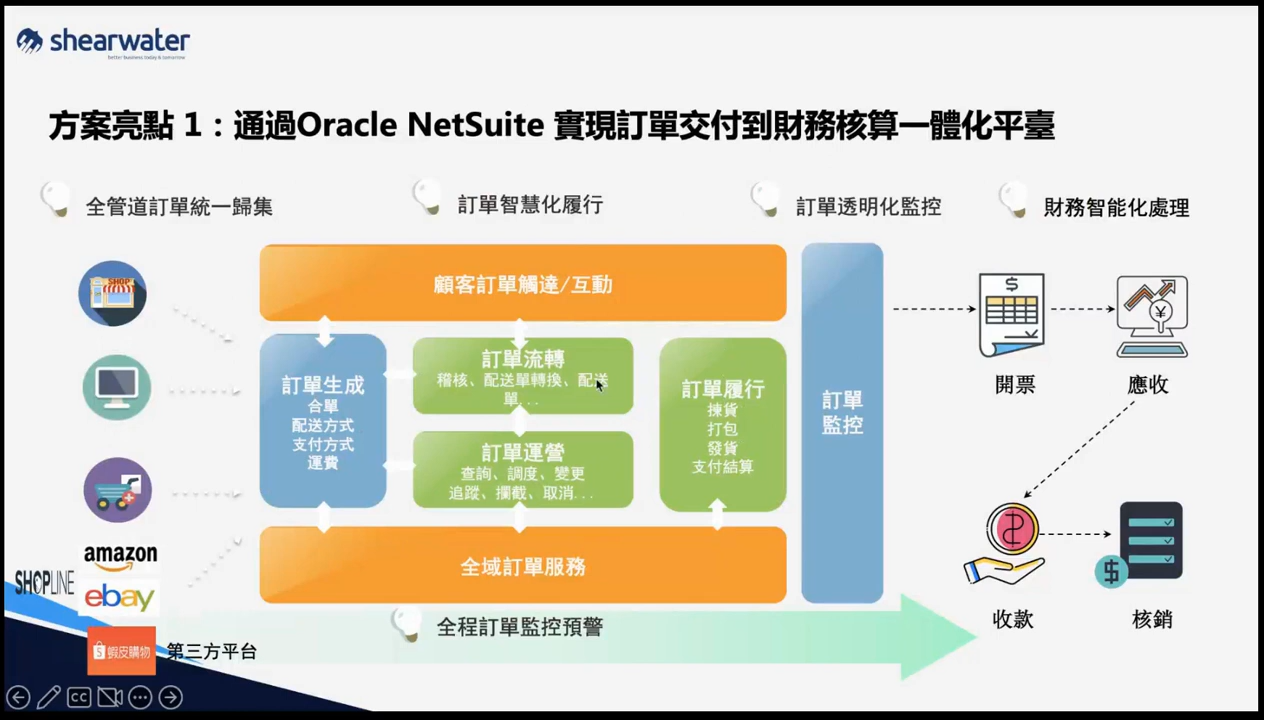 shearwater
better business today & tomorrow
方案亮點 1：通過Oracle NetSuite 實現訂單交付到財務核算一體化平臺
全管道訂單統一歸集
訂單智慧化履行
訂單透明化監控
財務智能化處理
SHOP
顧客訂單觸達/互動
訂單生成
合單
配送方式
支付方式
運費
訂單流轉
稽核、配送單轉換、配送
單...
訂單運營
查詢、調度、變更
追蹤、攔截、取消...
訂單履行
揀貨
打包
發貨
支付結算
訂單
監控
全域訂單服務
開票
應收
收款
核銷
amazon
SHOPLINE
ebay
蝦皮購物
第三方平台
全程訂單監控預警
CC